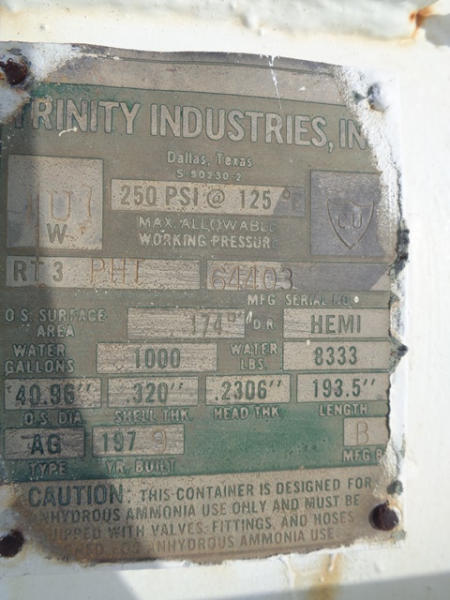 TRINITY INDUSTRIES, IN
Dallas, Texas
S 90230-2
U
W
250 PSI @ 125 °F
MAX. ALLOWABLE
WORKING PRESSURE
RT 3 PHT 64403
MFG. SERIAL NO.
O.S. SURFACE
AREA
174 D.R. HEMI
WATER
GALLONS
1000
WATER
LBS.
8333
40.96" .320" .2306" 193.5"
O.S. DIA. SHELL THK. HEAD THK. LENGTH
AG 1979 B
TYPE YR. BUILT MFG B
CAUTION: THIS CONTAINER IS DESIGNED FOR
ANHYDROUS AMMONIA USE ONLY AND MUST BE
EQUIPPED WITH VALVES, FITTINGS, AND HOSES
FOR ANHYDROUS AMMONIA USE